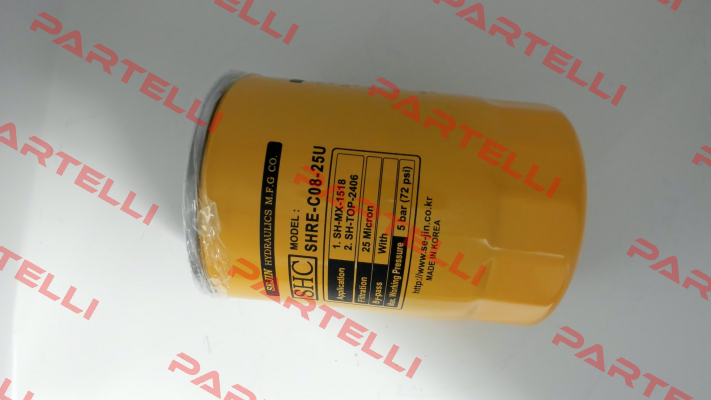 SEJIN HYDRAULICS M.F.G CO.
SHC
MODEL :
SHRE-C08-25U
Application
1. SH-MX-1518
2. SH-TOP-2406
Filtration
25 Micron
By-pass
With
Max. Working Pressure
5 bar (72 psi)
http://www.se-jin.co.kr
MADE IN KOREA
PARTELLI
PARTELLI
PARTELLI
PARTELLI
PARTELLI
PARTELLI
PARTELLI
PARTELLI